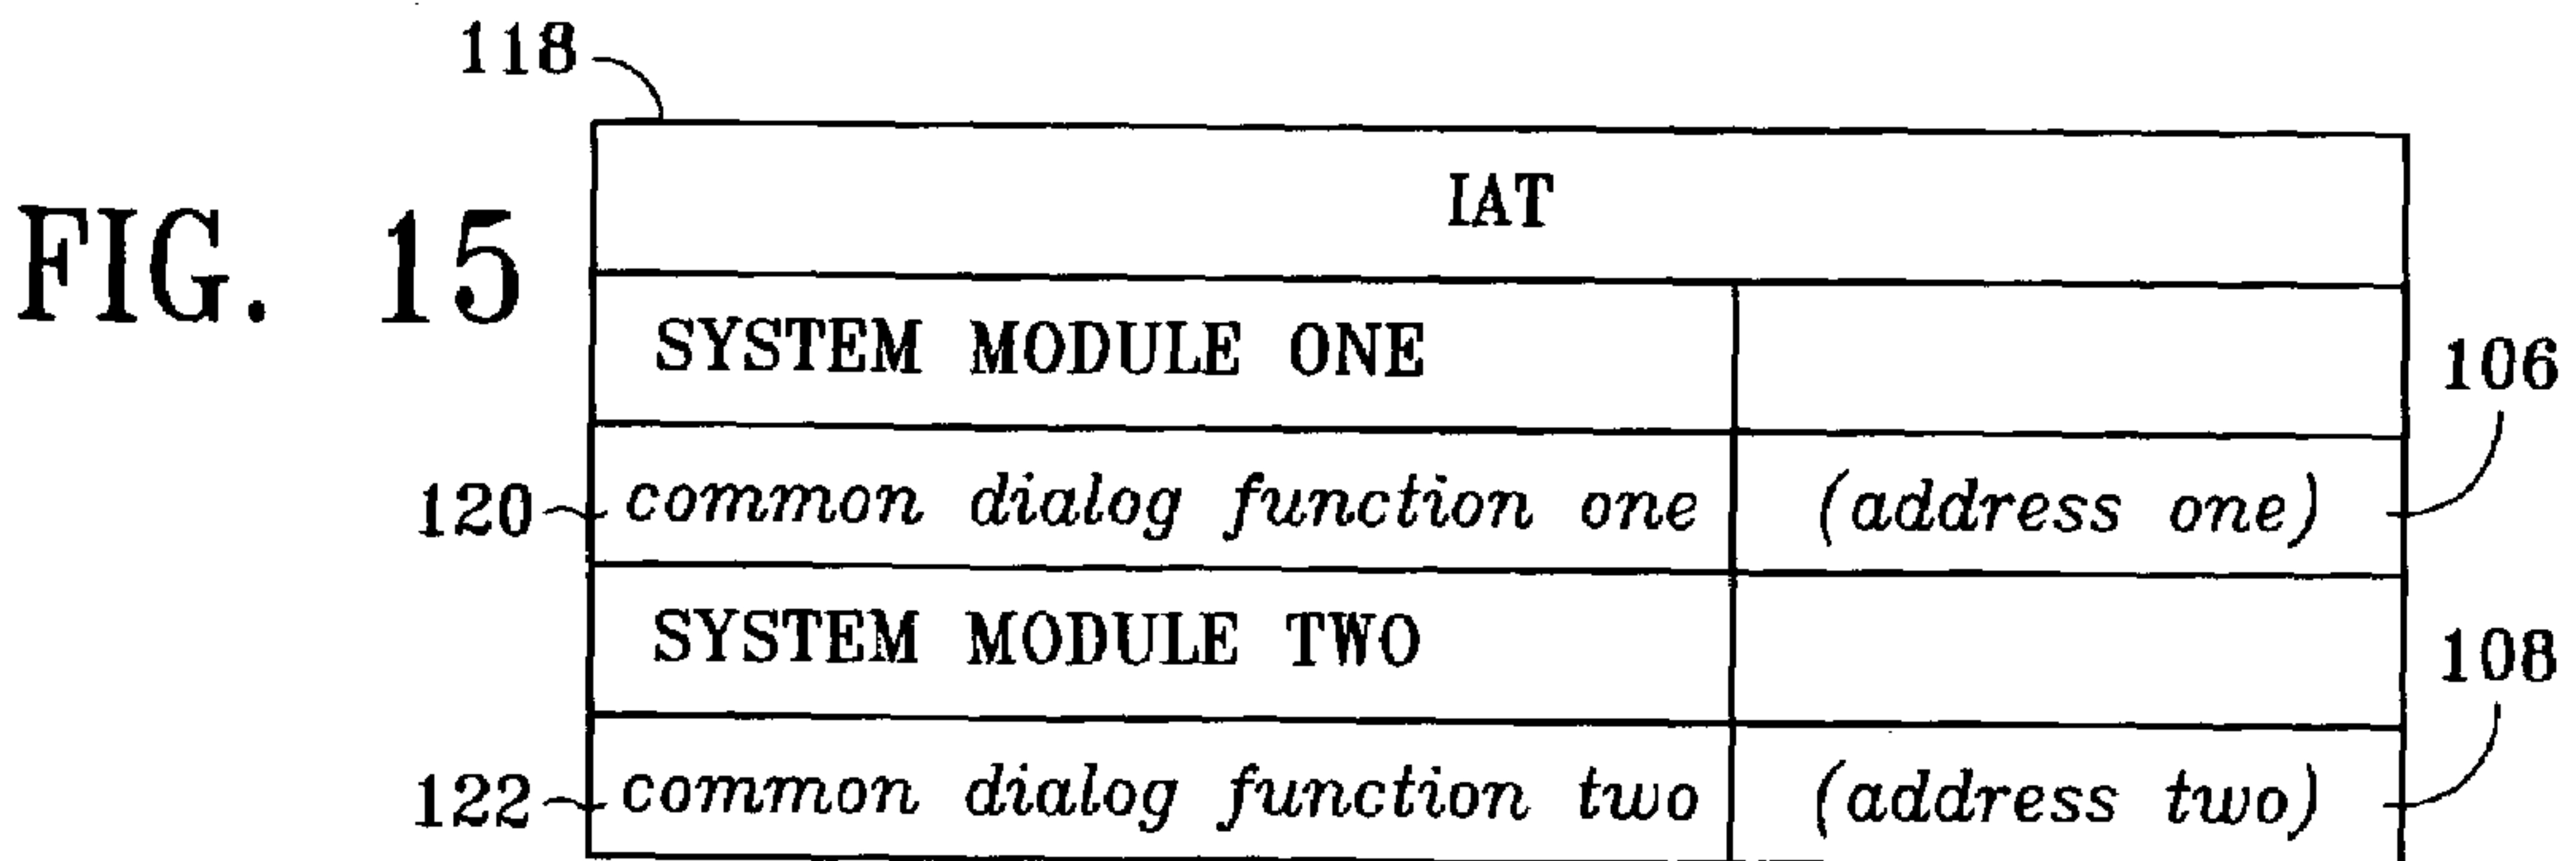 118
FIG. 15
IAT
SYSTEM MODULE ONE
106
120 common dialog function one (address one)
SYSTEM MODULE TWO
108
122 common dialog function two (address two)